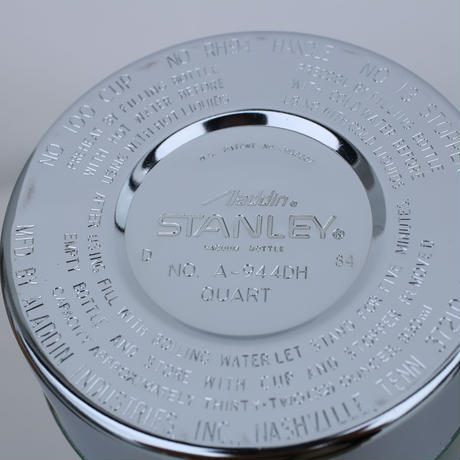 NO. 100 CUP NO. RH94 HANDLE NO. 13 STOPPER
PREHEAT BY FILLING BOTTLE
WITH HOT WATER BEFORE
USING WITH HOT LIQUIDS
PRECOOL BY FILLING BOTTLE
WITH COLD WATER BEFORE
USING WITH COLD LIQUIDS
U.S. PATENT NO.
Aladdin®
STANLEY®
VACUUM BOTTLE
D 84
NO. A-944DH
QUART
AFTER USING FILL WITH BOILING WATER LET STAND FOR FIVE MINUTES.
EMPTY BOTTLE AND STORE WITH CUP AND STOPPER REMOVED
CAPACITY APPROXIMATELY THIRTY-TWO OUNCES
MFD. BY ALADDIN INDUSTRIES, INC., NASHVILLE, TENN. 37210